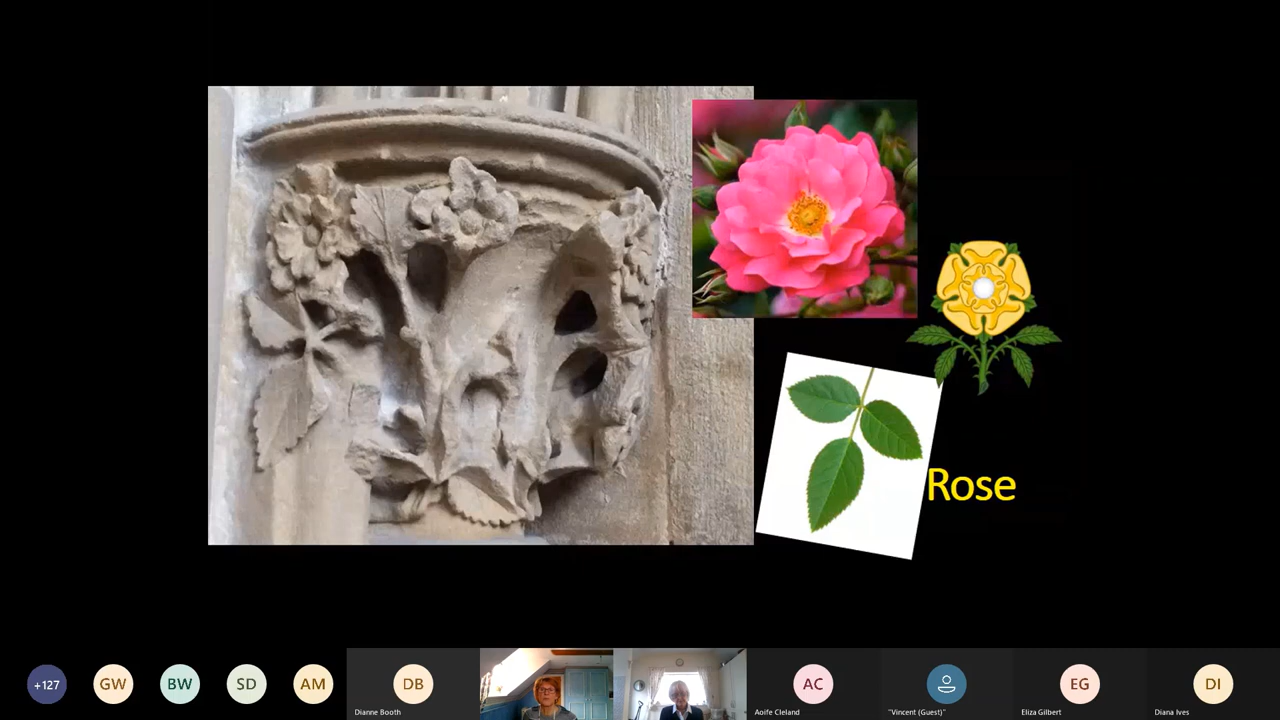 Rose
+127
GW
BW
SD
AM
DB
Dianne Booth
AC
Aoife Cleland
"Vincent (Guest)"
EG
Eliza Gilbert
DI
Diana Ives